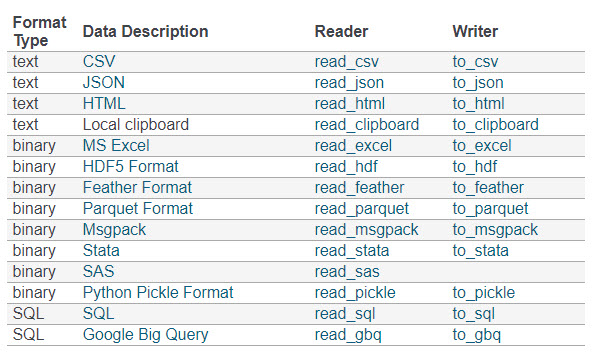 Format Type Data Description Reader Writer
text CSV read_csv to_csv
text JSON read_json to_json
text HTML read_html to_html
text Local clipboard read_clipboard to_clipboard
binary MS Excel read_excel to_excel
binary HDF5 Format read_hdf to_hdf
binary Feather Format read_feather to_feather
binary Parquet Format read_parquet to_parquet
binary Msgpack read_msgpack to_msgpack
binary Stata read_stata to_stata
binary SAS read_sas
binary Python Pickle Format read_pickle to_pickle
SQL SQL read_sql to_sql
SQL Google Big Query read_gbq to_gbq